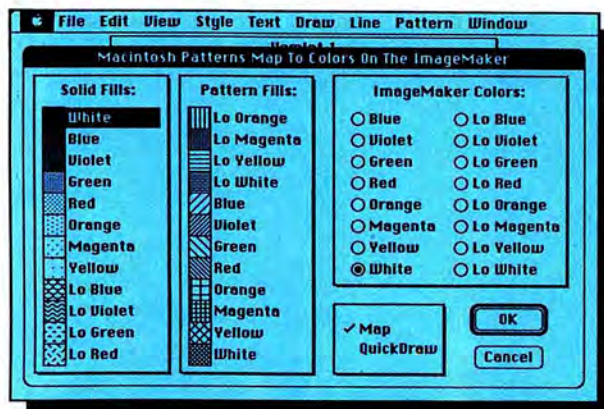 File Edit View Style Text Draw Line Pattern Window
Hamlet 1
Macintosh Patterns Map To Colors On The ImageMaker
Solid Fills:
White
Blue
Violet
Green
Red
Orange
Magenta
Yellow
Lo Blue
Lo Violet
Lo Green
Lo Red
Pattern Fills:
Lo Orange
Lo Magenta
Lo Yellow
Lo White
Blue
Violet
Green
Red
Orange
Magenta
Yellow
White
ImageMaker Colors:
Blue
Violet
Green
Red
Orange
Magenta
Yellow
White
Lo Blue
Lo Violet
Lo Green
Lo Red
Lo Orange
Lo Magenta
Lo Yellow
Lo White
Map
QuickDraw
OK
Cancel